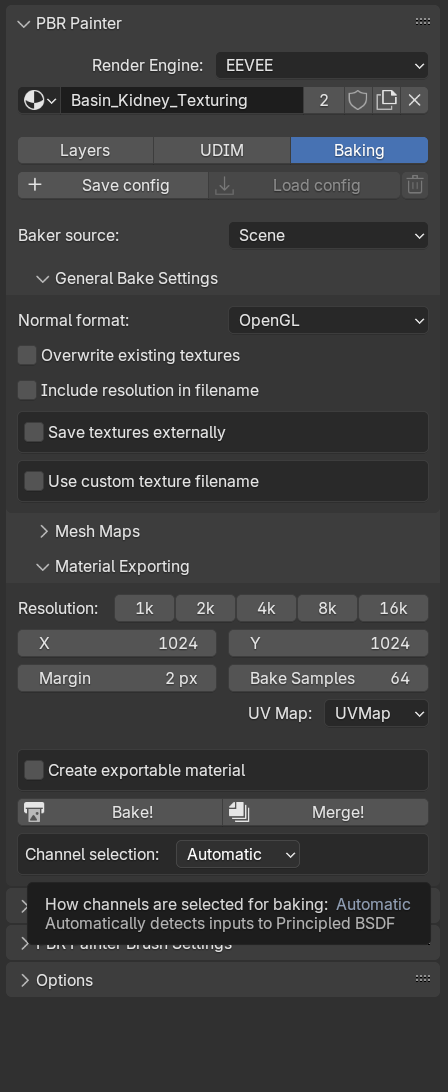 PBR Painter
Render Engine: EEVEE
Basin_Kidney_Texturing 2
Layers UDIM Baking
Save config Load config
Baker source: Scene
General Bake Settings
Normal format: OpenGL
Overwrite existing textures
Include resolution in filename
Save textures externally
Use custom texture filename
Mesh Maps
Material Exporting
Resolution: 1k 2k 4k 8k 16k
X 1024 Y 1024
Margin 2 px Bake Samples 64
UV Map: UVMap
Create exportable material
Bake! Merge!
Channel selection: Automatic
How channels are selected for baking: Automatic
Automatically detects inputs to Principled BSDF
PBR Painter Brush Settings
Options